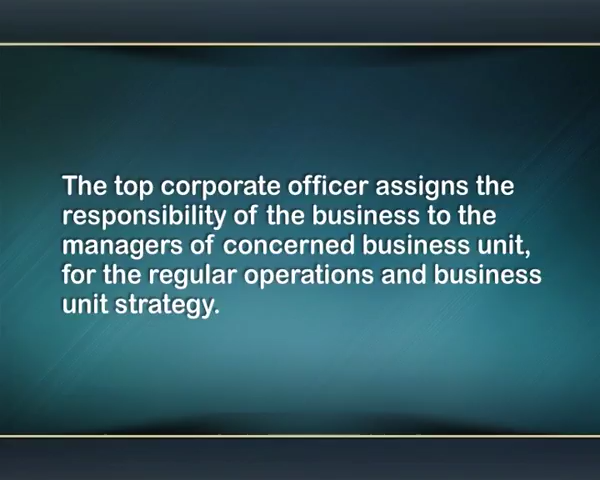 The top corporate officer assigns the
responsibility of the business to the
managers of concerned business unit,
for the regular operations and business
unit strategy.